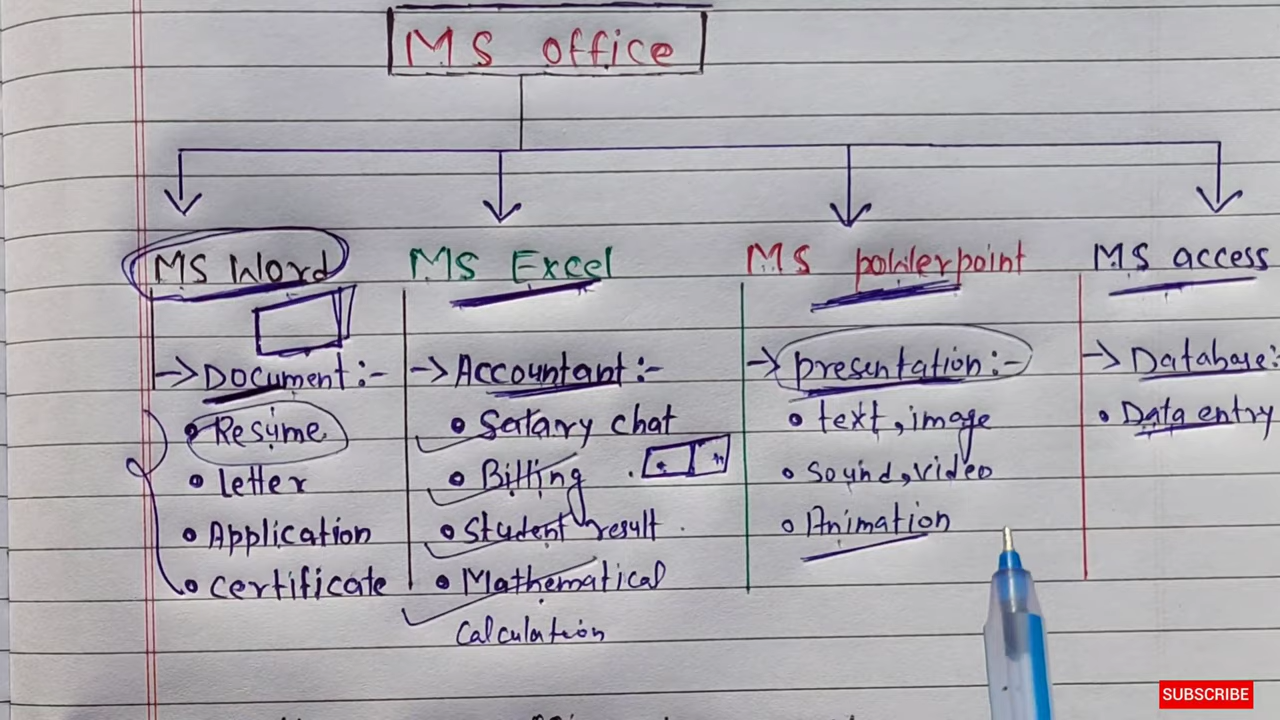 MS office
MS Word
→ Document:-
• Resume
• Letter
• Application
• certificate
MS Excel
→ Accountant:-
• Salary chat
• Billing
• Student result
• Mathematical
calculation
MS powerpoint
→ presentation:-
• text, image
• sound, video
• Animation
MS access
→ Database:
• Data entry
SUBSCRIBE